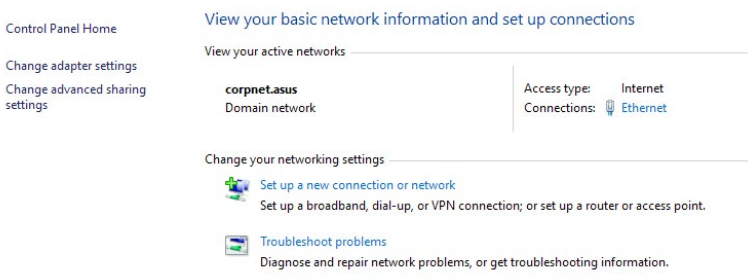 Control Panel Home
Change adapter settings
Change advanced sharing
settings
View your basic network information and set up connections
View your active networks
corpnet.asus
Domain network
Access type: Internet
Connections: Ethernet
Change your networking settings
Set up a new connection or network
Set up a broadband, dial-up, or VPN connection; or set up a router or access point.
Troubleshoot problems
Diagnose and repair network problems, or get troubleshooting information.